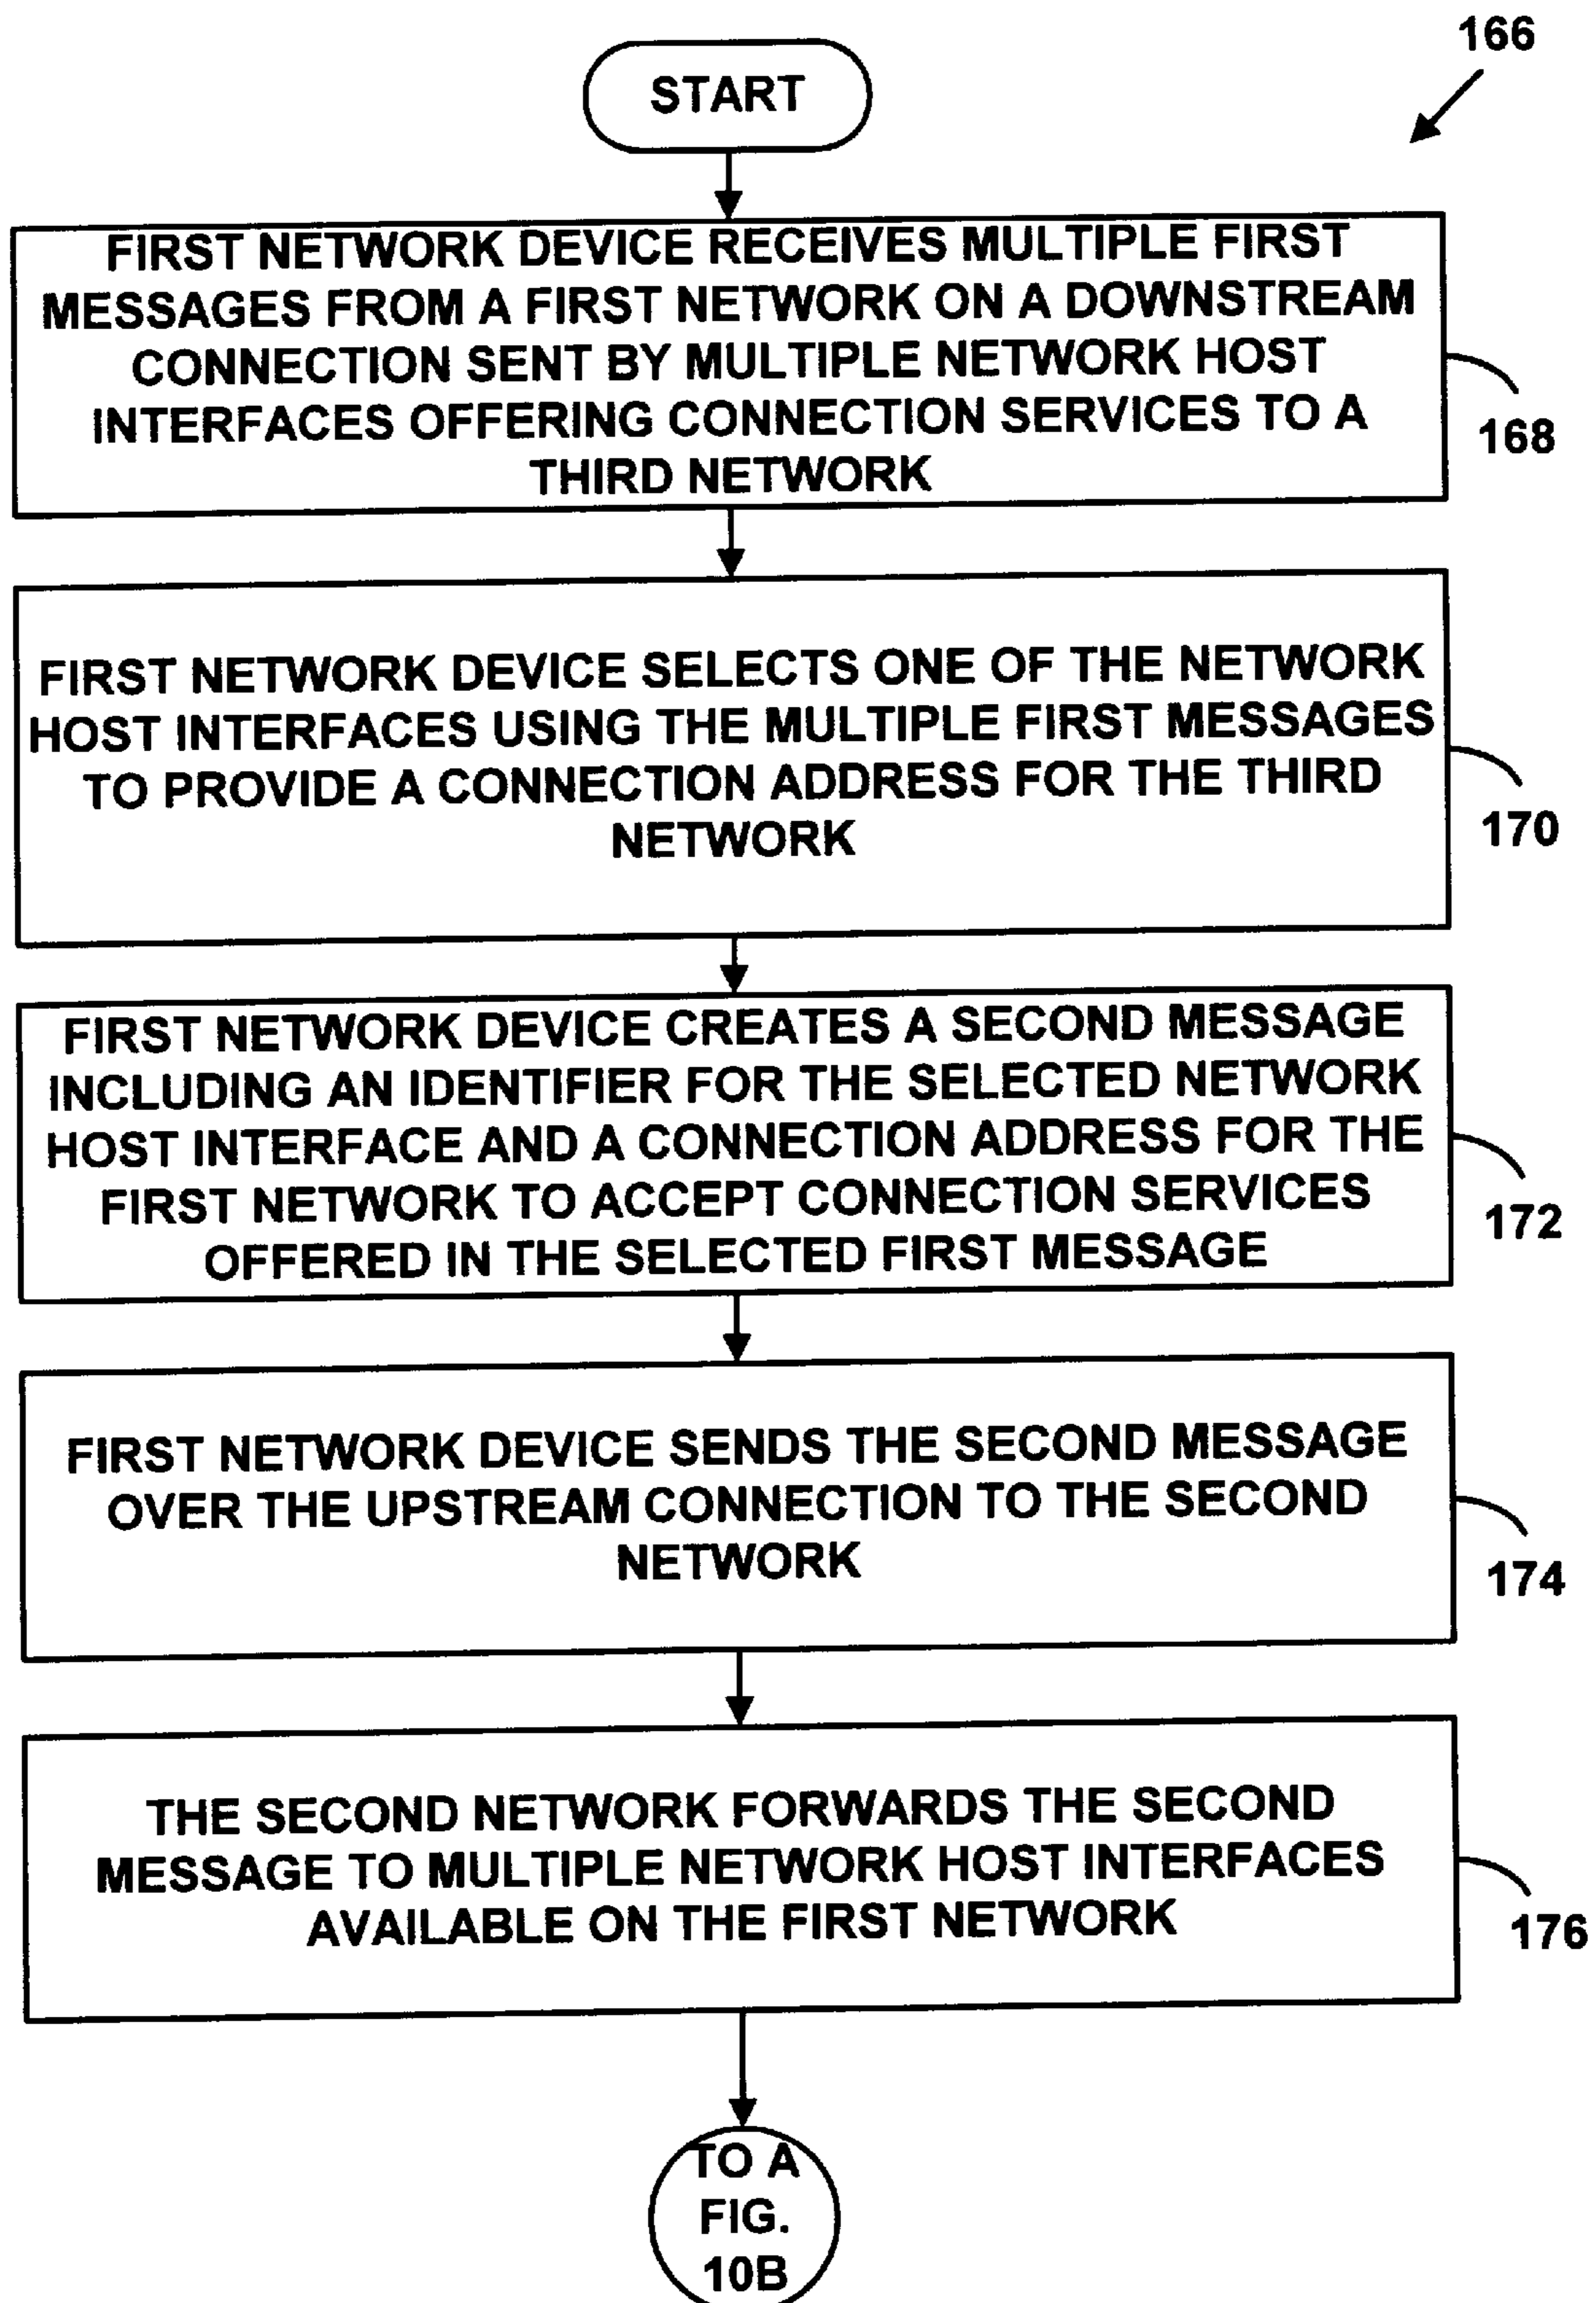 166
START
FIRST NETWORK DEVICE RECEIVES MULTIPLE FIRST
MESSAGES FROM A FIRST NETWORK ON A DOWNSTREAM
CONNECTION SENT BY MULTIPLE NETWORK HOST
INTERFACES OFFERING CONNECTION SERVICES TO A
THIRD NETWORK
168
FIRST NETWORK DEVICE SELECTS ONE OF THE NETWORK
HOST INTERFACES USING THE MULTIPLE FIRST MESSAGES
TO PROVIDE A CONNECTION ADDRESS FOR THE THIRD
NETWORK
170
FIRST NETWORK DEVICE CREATES A SECOND MESSAGE
INCLUDING AN IDENTIFIER FOR THE SELECTED NETWORK
HOST INTERFACE AND A CONNECTION ADDRESS FOR THE
FIRST NETWORK TO ACCEPT CONNECTION SERVICES
OFFERED IN THE SELECTED FIRST MESSAGE
172
FIRST NETWORK DEVICE SENDS THE SECOND MESSAGE
OVER THE UPSTREAM CONNECTION TO THE SECOND
NETWORK
174
THE SECOND NETWORK FORWARDS THE SECOND
MESSAGE TO MULTIPLE NETWORK HOST INTERFACES
AVAILABLE ON THE FIRST NETWORK
176
TO A
FIG.
10B